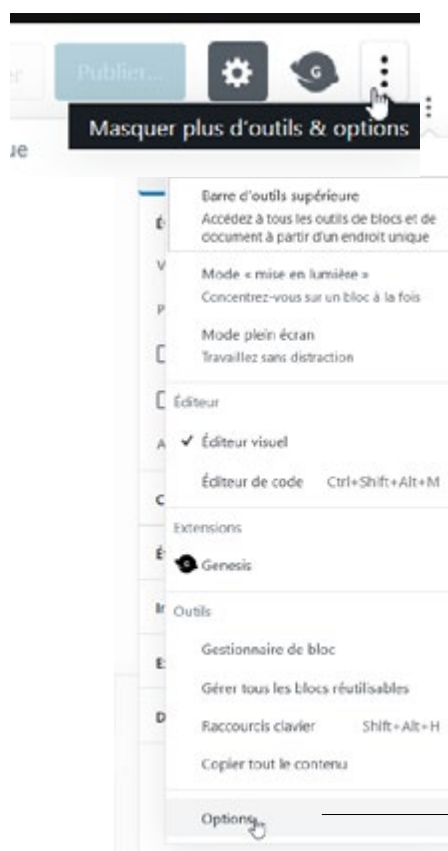 er
Publier...
G
Masquer plus d'outils & options
ue
Barre d'outils supérieure
Accédez à tous les outils de blocs et de
document à partir d'un endroit unique
Mode « mise en lumière »
Concentrez-vous sur un bloc à la fois
Mode plein écran
Travaillez sans distraction
Éditeur
✓ Éditeur visuel
Éditeur de code Ctrl+Shift+Alt+M
Extensions
Genesis
Outils
Gestionnaire de bloc
Gérer tous les blocs réutilisables
Raccourcis clavier Shift+Alt+H
Copier tout le contenu
Options